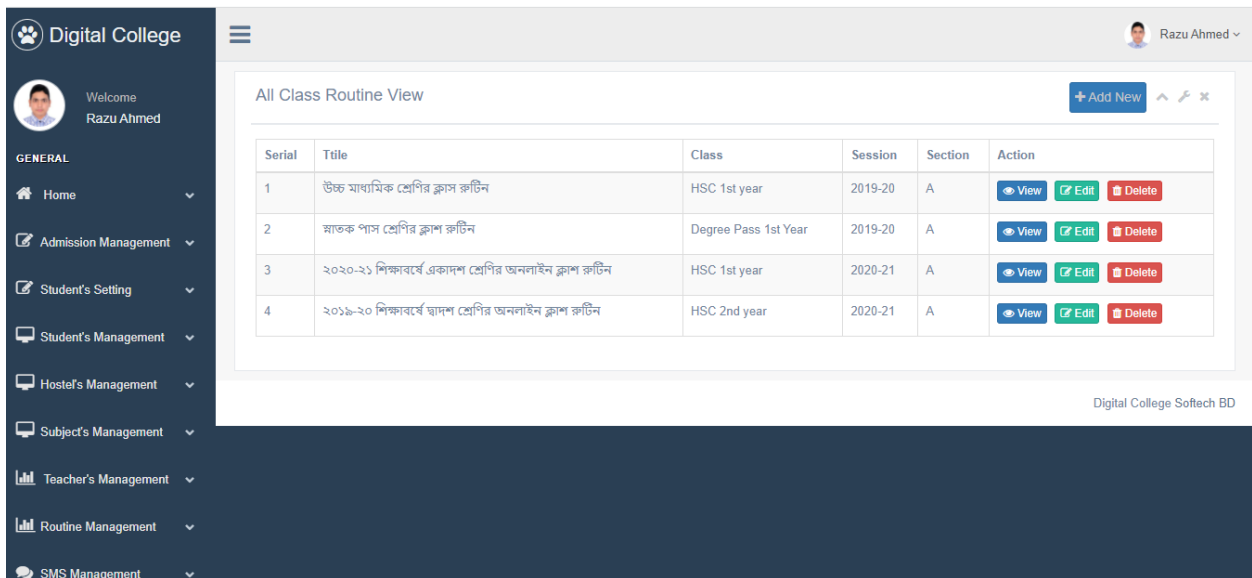 Digital College
Razu Ahmed
Welcome
Razu Ahmed
GENERAL
Home
Admission Management
Student's Setting
Student's Management
Hostel's Management
Subject's Management
Teacher's Management
Routine Management
SMS Management
All Class Routine View
+ Add New
Serial Ttile Class Session Section Action
1 উচ্চ মাধ্যমিক শ্রেণির ক্লাস রুটিন HSC 1st year 2019-20 A View Edit Delete
2 স্নাতক পাস শ্রেণির ক্লাশ রুটিন Degree Pass 1st Year 2019-20 A View Edit Delete
3 ২০২০-২১ শিক্ষাবর্ষে একাদশ শ্রেণির অনলাইন ক্লাশ রুটিন HSC 1st year 2020-21 A View Edit Delete
4 ২০১৯-২০ শিক্ষাবর্ষে দ্বাদশ শ্রেণির অনলাইন ক্লাশ রুটিন HSC 2nd year 2020-21 A View Edit Delete
Digital College Softech BD